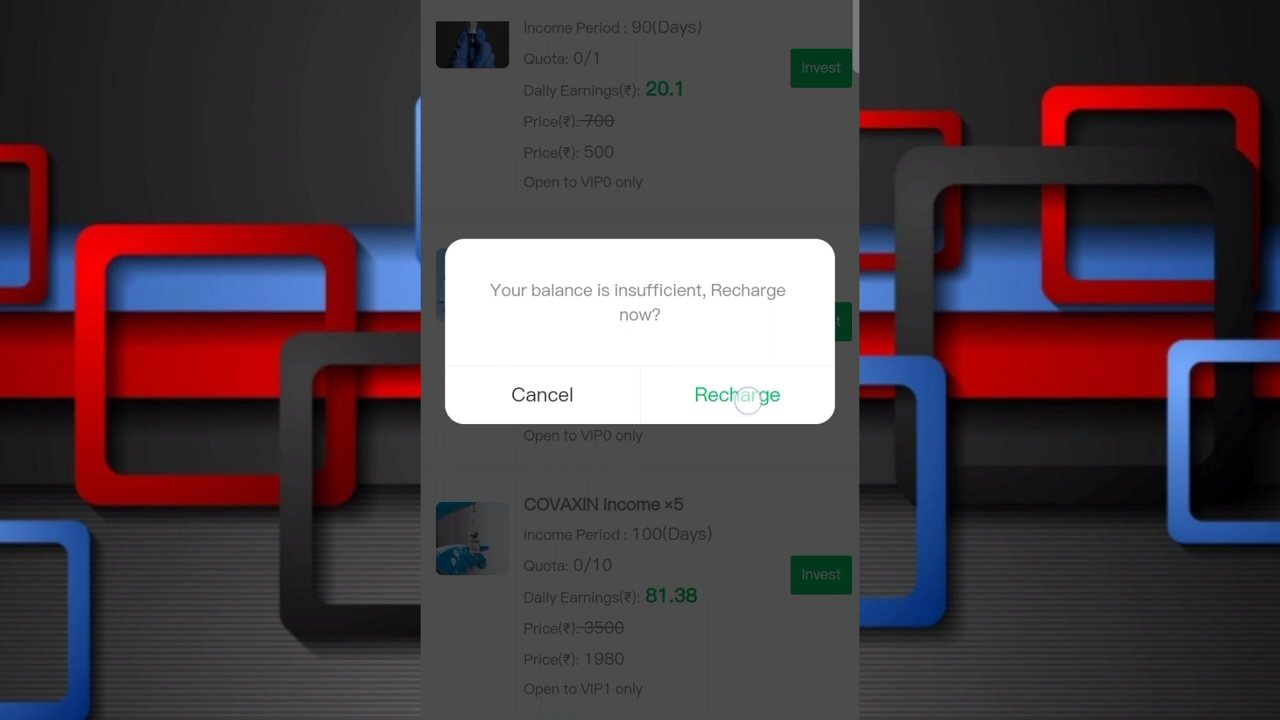 Income Period : 90(Days)
Quota: 0/1
Invest
Daily Earnings(₹): 20.1
Price(₹): 700
Price(₹): 500
Open to VIP0 only
Your balance is insufficient, Recharge
now?
Cancel
Recharge
Open to VIP0 only
COVAXIN Income ×5
Income Period : 100(Days)
Quota: 0/10
Invest
Daily Earnings(₹): 81.38
Price(₹): 3500
Price(₹): 1980
Open to VIP1 only